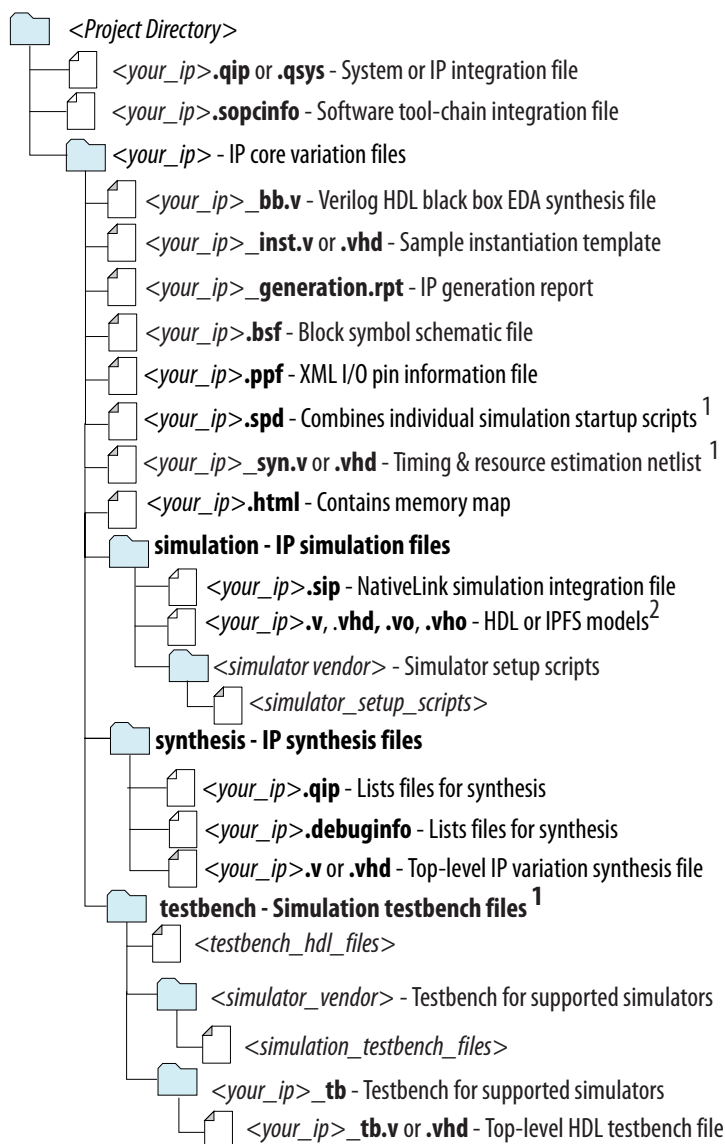 <Project Directory>
<your_ip>.qip or .qsys - System or IP integration file
<your_ip>.sopcinfo - Software tool-chain integration file
<your_ip> - IP core variation files
<your_ip>_bb.v - Verilog HDL black box EDA synthesis file
<your_ip>_inst.v or .vhd - Sample instantiation template
<your_ip>_generation.rpt - IP generation report
<your_ip>.bsf - Block symbol schematic file
<your_ip>.ppf - XML I/O pin information file
<your_ip>.spd - Combines individual simulation startup scripts 1
<your_ip>_syn.v or .vhd - Timing & resource estimation netlist 1
<your_ip>.html - Contains memory map
simulation - IP simulation files
<your_ip>.sip - NativeLink simulation integration file
<your_ip>.v, .vhd, .vo, .vho - HDL or IPFS models 2
<simulator vendor> - Simulator setup scripts
<simulator_setup_scripts>
synthesis - IP synthesis files
<your_ip>.qip - Lists files for synthesis
<your_ip>.debuginfo - Lists files for synthesis
<your_ip>.v or .vhd - Top-level IP variation synthesis file
testbench - Simulation testbench files 1
<testbench_hdl_files>
<simulator_vendor> - Testbench for supported simulators
<simulation_testbench_files>
<your_ip>_tb - Testbench for supported simulators
<your_ip>_tb.v or .vhd - Top-level HDL testbench file